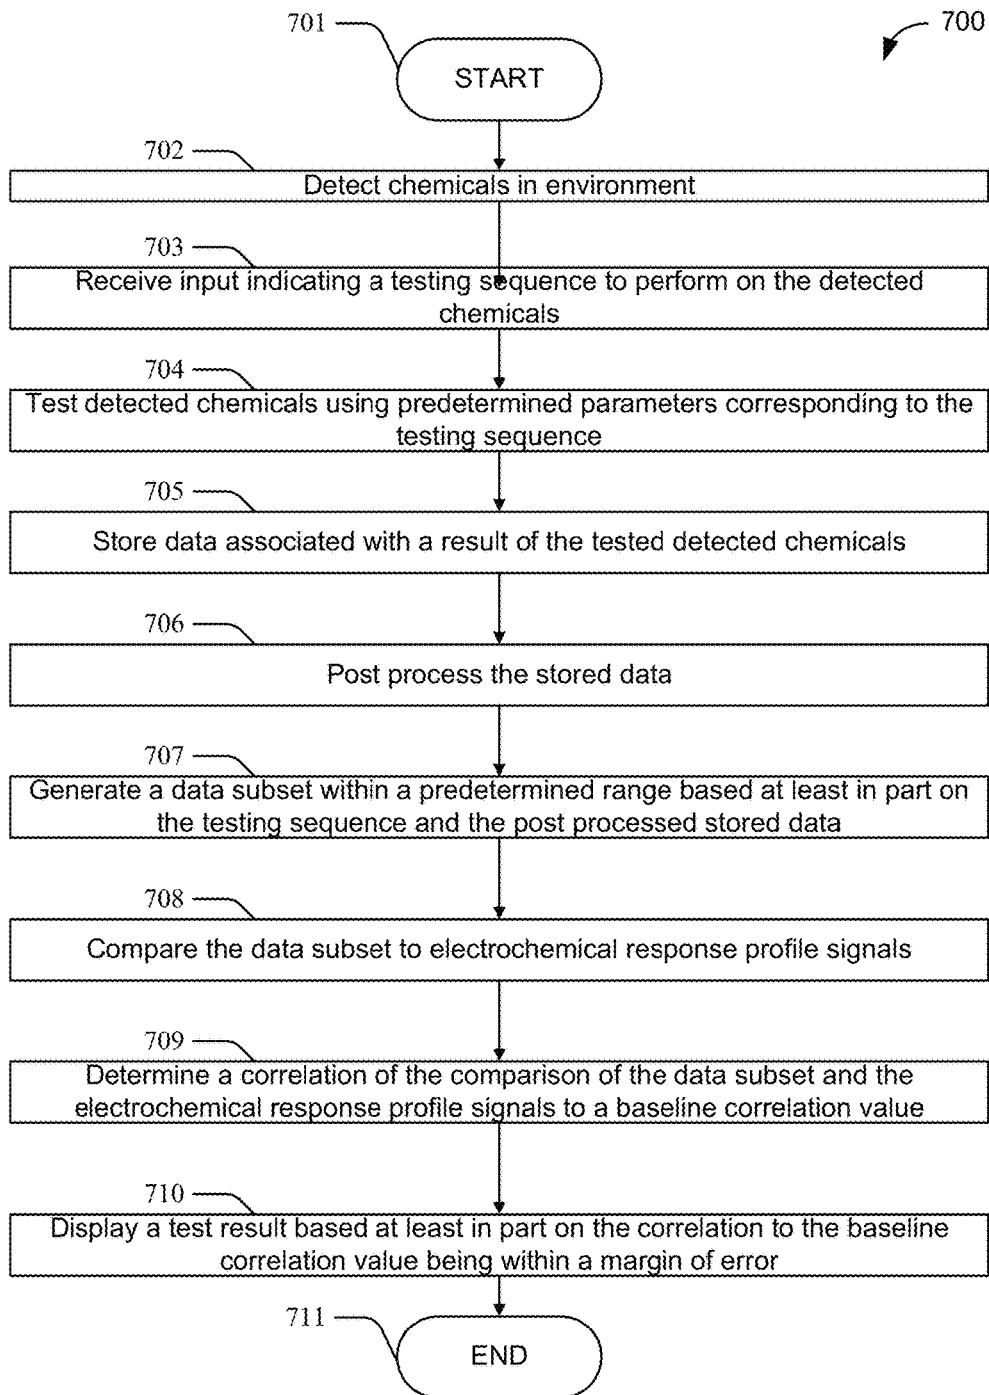 701
700
START
702
Detect chemicals in environment
703
Receive input indicating a testing sequence to perform on the detected
chemicals
704
Test detected chemicals using predetermined parameters corresponding to the
testing sequence
705
Store data associated with a result of the tested detected chemicals
706
Post process the stored data
707
Generate a data subset within a predetermined range based at least in part on
the testing sequence and the post processed stored data
708
Compare the data subset to electrochemical response profile signals
709
Determine a correlation of the comparison of the data subset and the
electrochemical response profile signals to a baseline correlation value
710
Display a test result based at least in part on the correlation to the baseline
correlation value being within a margin of error
711
END